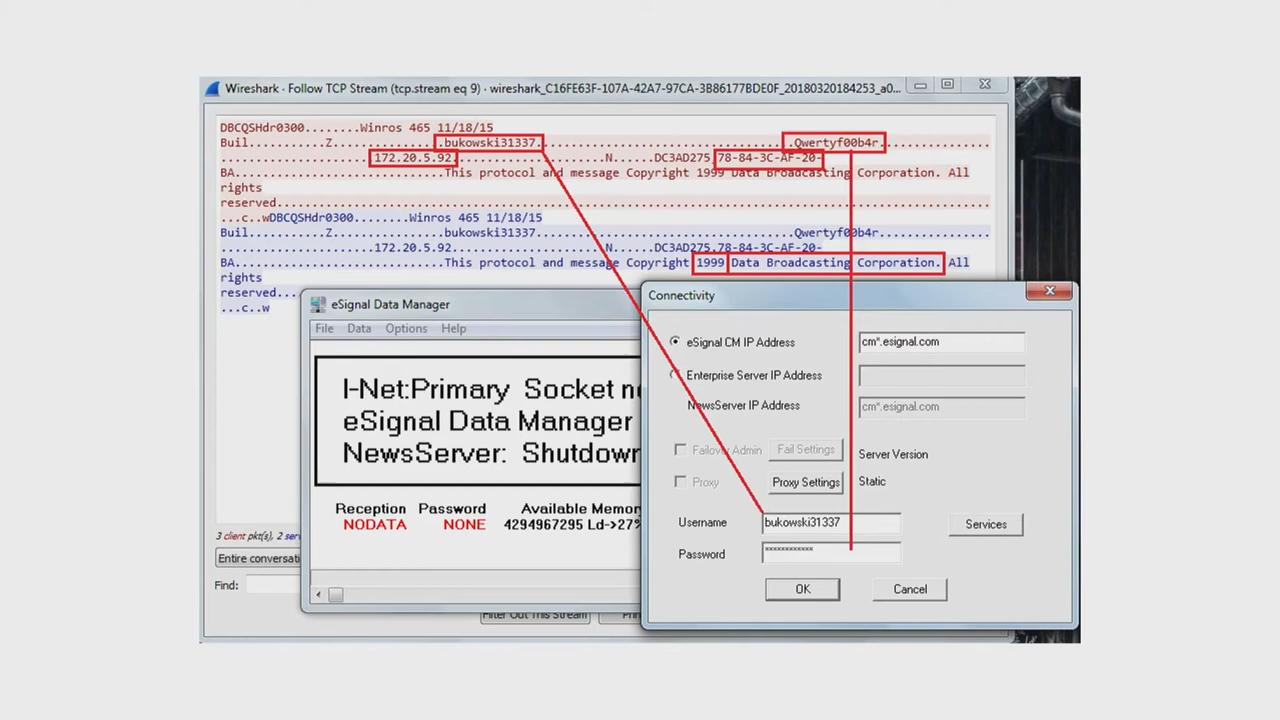 Wireshark · Follow TCP Stream (tcp.stream eq 9) · wireshark_C16FE63F-107A-42A7-97CA-3B86177BDE0F_20180320184253_a0...
DBCQSHdr0300........Winros 465 11/18/15
Buil...........Z...............bukowski31337....................................Qwertyf00b4r...............
......................172.20.5.92......................N......DC3AD275.78-84-3C-AF-20-
BA.........................This protocol and message Copyright 1999 Data Broadcasting Corporation. All
rights
reserved...................................................................................................
...c..wDBCQSHdr0300........Winros 465 11/18/15
Buil...........Z...............bukowski31337....................................Qwertyf00b4r...............
......................172.20.5.92......................N......DC3AD275.78-84-3C-AF-20-
BA.........................This protocol and message Copyright 1999 Data Broadcasting Corporation. All
rights
reserved...
...c..w
eSignal Data Manager
File Data Options Help
I-Net:Primary Socket
eSignal Data Manager
NewsServer: Shutdown
Reception Password Available
NODATA NONE 4294967295 Ld->27%
Connectivity
eSignal CM IP Address cm*.esignal.com
Enterprise Server IP Address
NewsServer IP Address cm*.esignal.com
Failover Admin Fail Settings Server Version
Proxy Proxy Settings Static
Username bukowski31337 Services
Password ************
OK Cancel
3 client pkt(s), 2
Entire
Find:
Filter Out This Stream